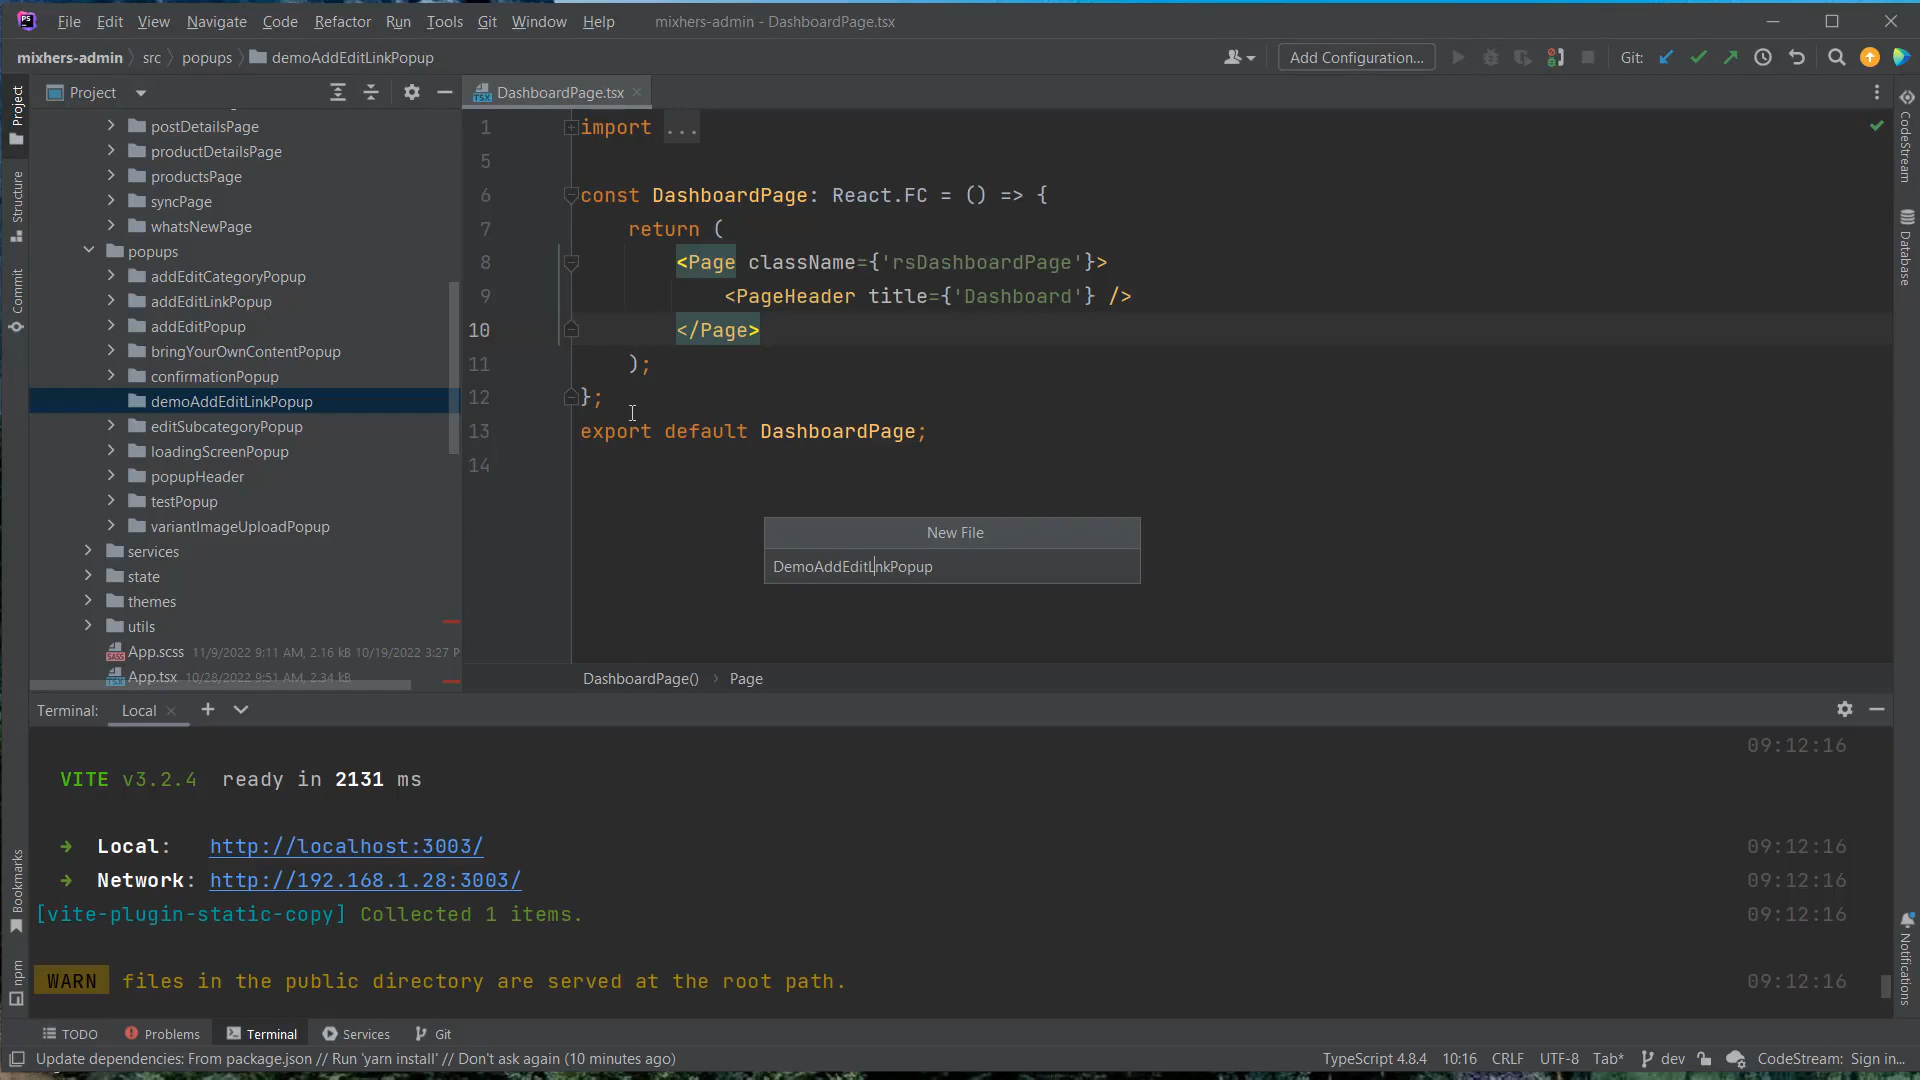 PS File Edit View Navigate Code Refactor Run Tools Git Window Help mixhers-admin - DashboardPage.tsx
mixhers-admin src popups demoAddEditLinkPopup Add Configuration... Git:
Project Project DashboardPage.tsx
postDetailsPage
productDetailsPage
productsPage
syncPage
whatsNewPage
popups
addEditCategoryPopup
addEditLinkPopup
addEditPopup
bringYourOwnContentPopup
confirmationPopup
demoAddEditLinkPopup
editSubcategoryPopup
loadingScreenPopup
popupHeader
testPopup
variantImageUploadPopup
services
state
themes
utils
App.scss 11/9/2022 9:11 AM, 2.16 kB 10/19/2022 3:27 P
App.tsx 10/28/2022 9:51 AM, 2.34 kB
Structure
Commit
Bookmarks
npm
1 import ...
5
6 const DashboardPage: React.FC = () => {
7 return (
8 <Page className={'rsDashboardPage'}>
9 <PageHeader title={'Dashboard'} />
10 </Page>
11 );
12 };
13 export default DashboardPage;
14
New File
DemoAddEditLnkPopup
DashboardPage() Page
CodeStream
Database
Notifications
Terminal: Local
09:12:16
VITE v3.2.4 ready in 2131 ms
➜ Local: http://localhost:3003/ 09:12:16
➜ Network: http://192.168.1.28:3003/ 09:12:16
[vite-plugin-static-copy] Collected 1 items. 09:12:16
WARN files in the public directory are served at the root path. 09:12:16
TODO Problems Terminal Services Git
Update dependencies: From package.json // Run 'yarn install' // Don't ask again (10 minutes ago) TypeScript 4.8.4 10:16 CRLF UTF-8 Tab* dev CodeStream: Sign in...